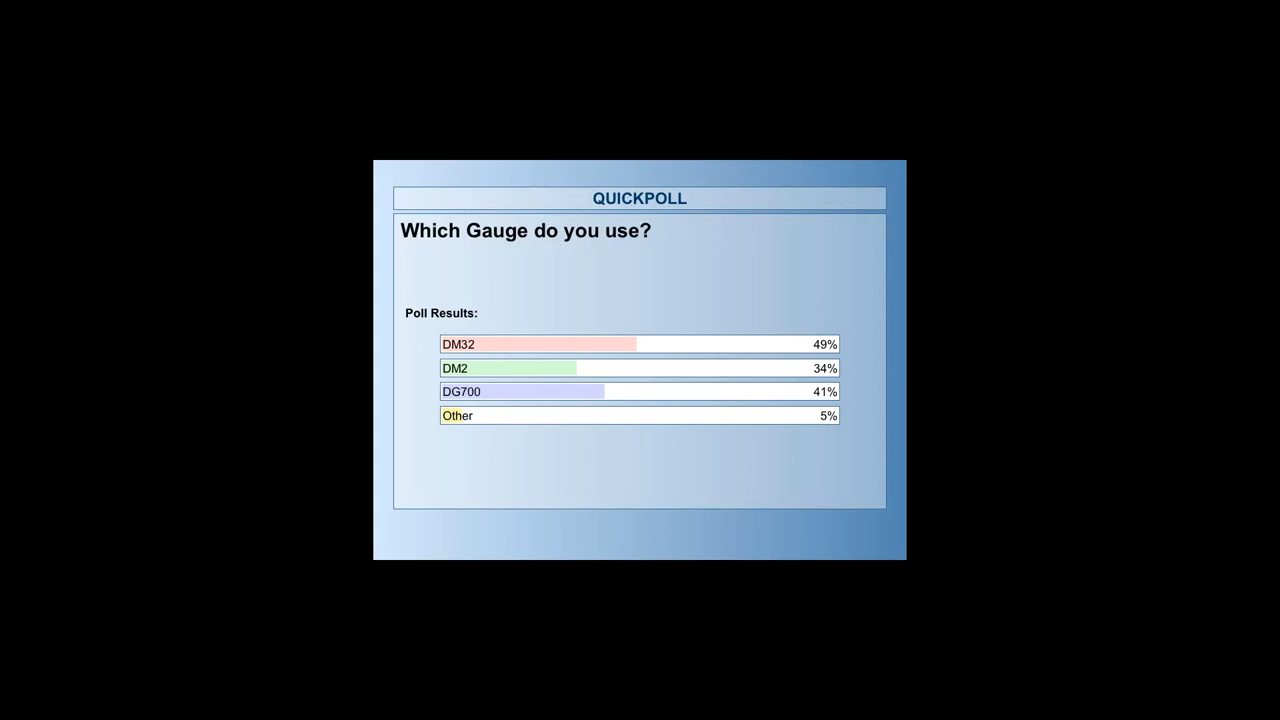 QUICKPOLL
Which Gauge do you use?
Poll Results:
DM32 49%
DM2 34%
DG700 41%
Other 5%